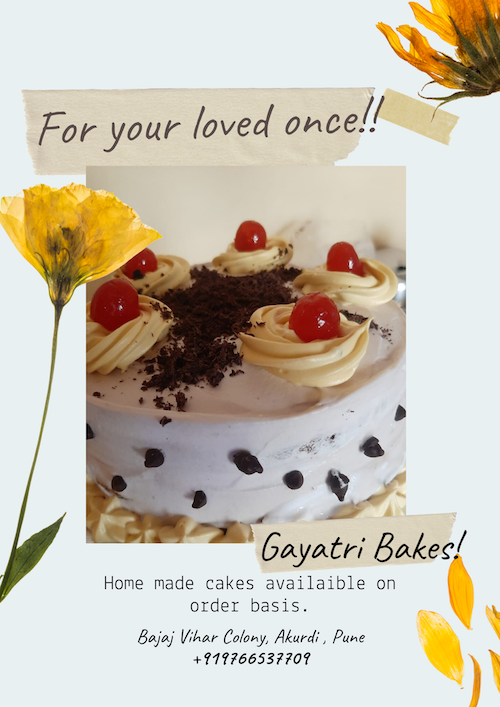 For your loved once!!
Gayatri Bakes!
Home made cakes availaible on
order basis.
Bajaj Vihar Colony, Akurdi , Pune
+919766537709